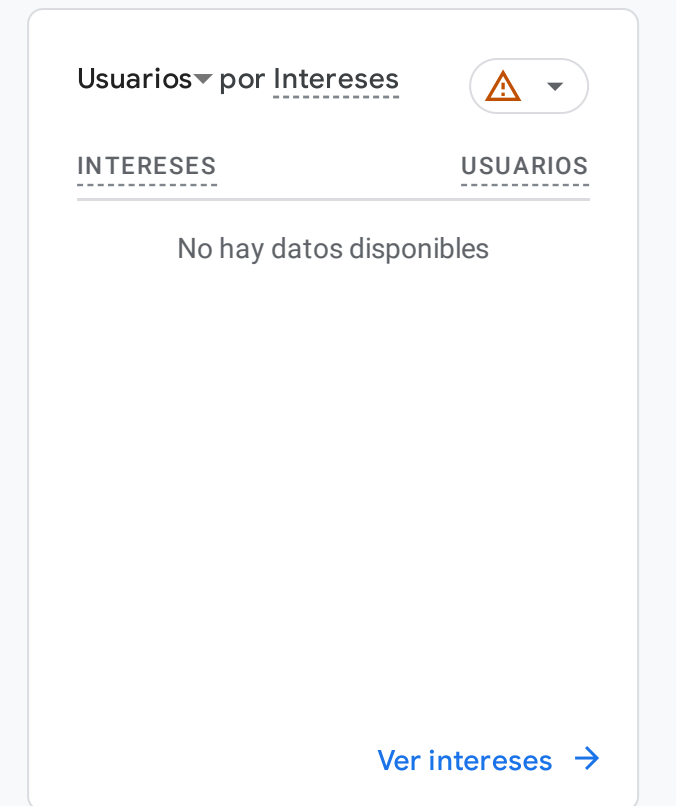 Usuarios por Intereses
INTERESES USUARIOS
No hay datos disponibles
Ver intereses